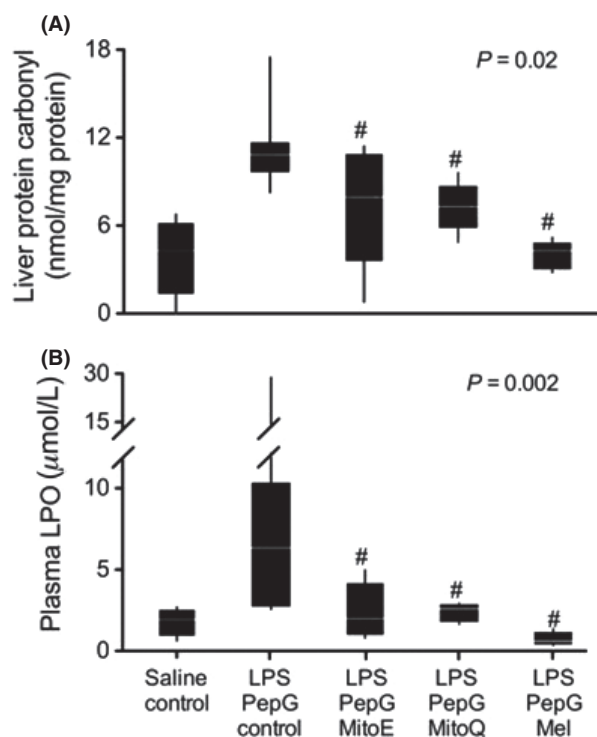 (A)
18
12
6
0
Liver protein carbonyl
(nmol/mg protein)
P = 0.02
#
#
#
(B)
30
15
10
5
0
Plasma LPO (μmol/L)
P = 0.002
#
#
#
Saline
control
LPS
PepG
control
LPS
PepG
MitoE
LPS
PepG
MitoQ
LPS
PepG
Mel